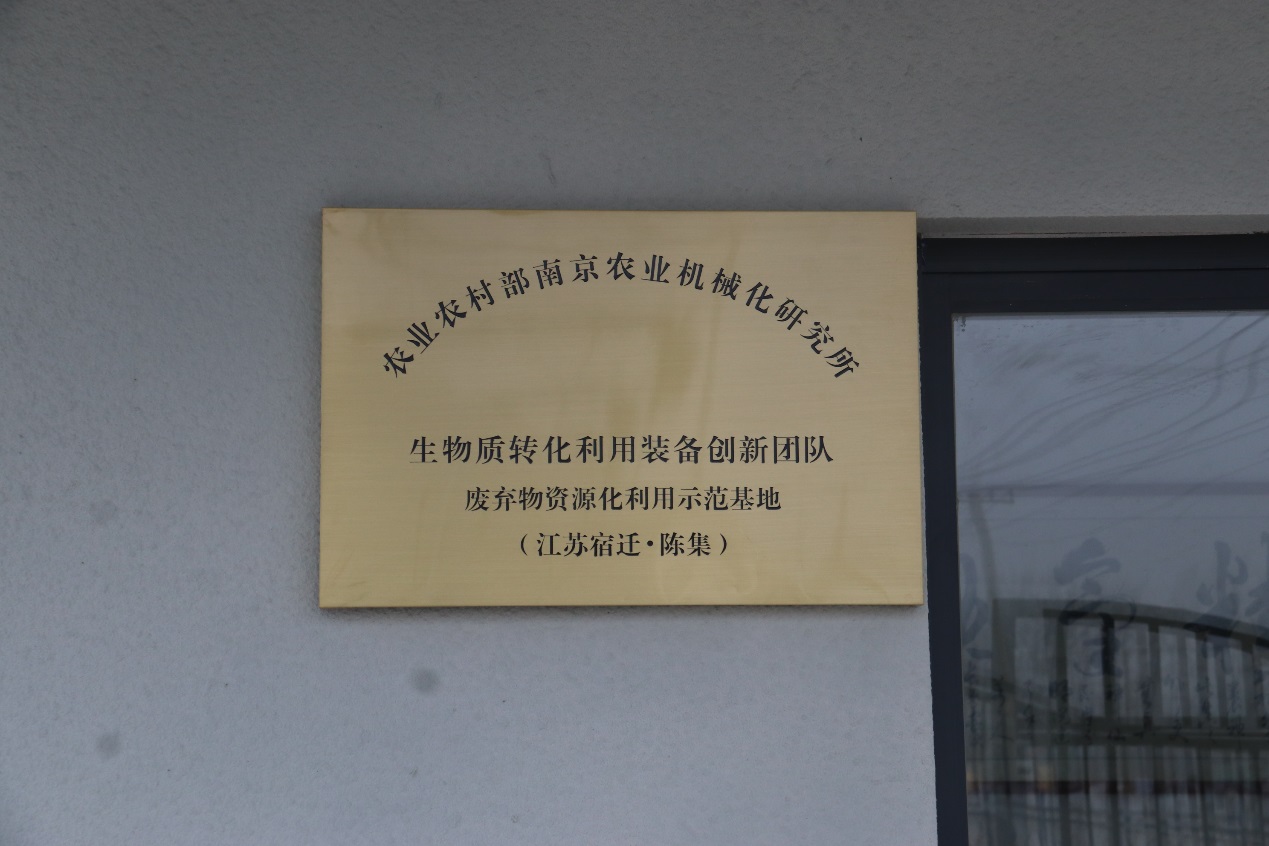 农业农村部南京农业机械化研究所
生物质转化利用装备创新团队
废弃物资源化利用示范基地
（江苏宿迁·陈集）